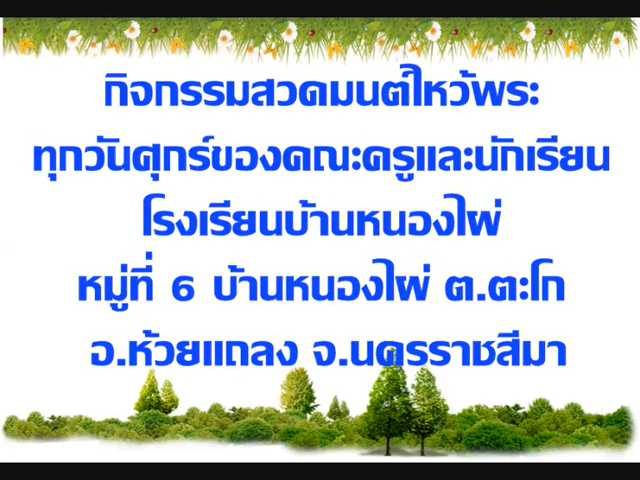 กิจกรรมสวดมนต์ไหว้พระ
ทุกวันศุกร์ของคณะครูและนักเรียน
โรงเรียนบ้านหนองไผ่
หมู่ที่ 6 บ้านหนองไผ่ ต.ตะโก
อ.ห้วยแถลง จ.นครราชสีมา